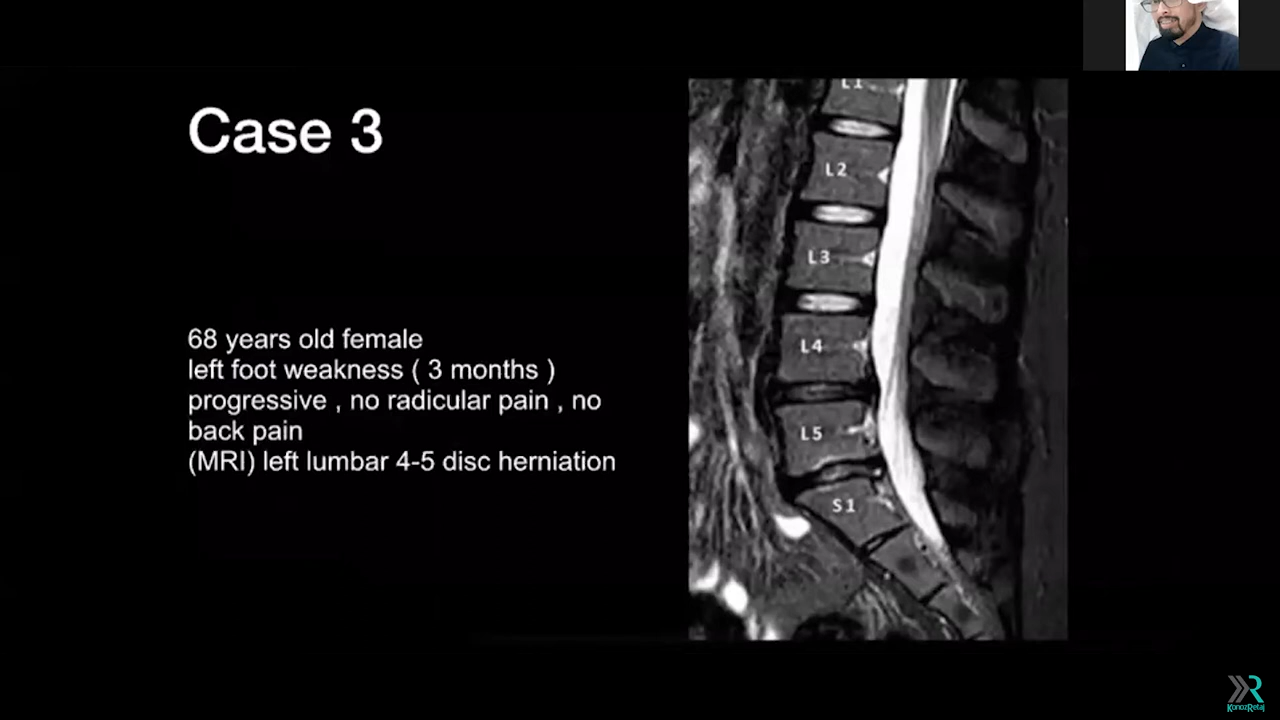 Case 3
68 years old female
left foot weakness ( 3 months )
progressive , no radicular pain , no
back pain
(MRI) left lumbar 4-5 disc herniation
L1
L2
L3
L4
L5
S1
KonozRetaj